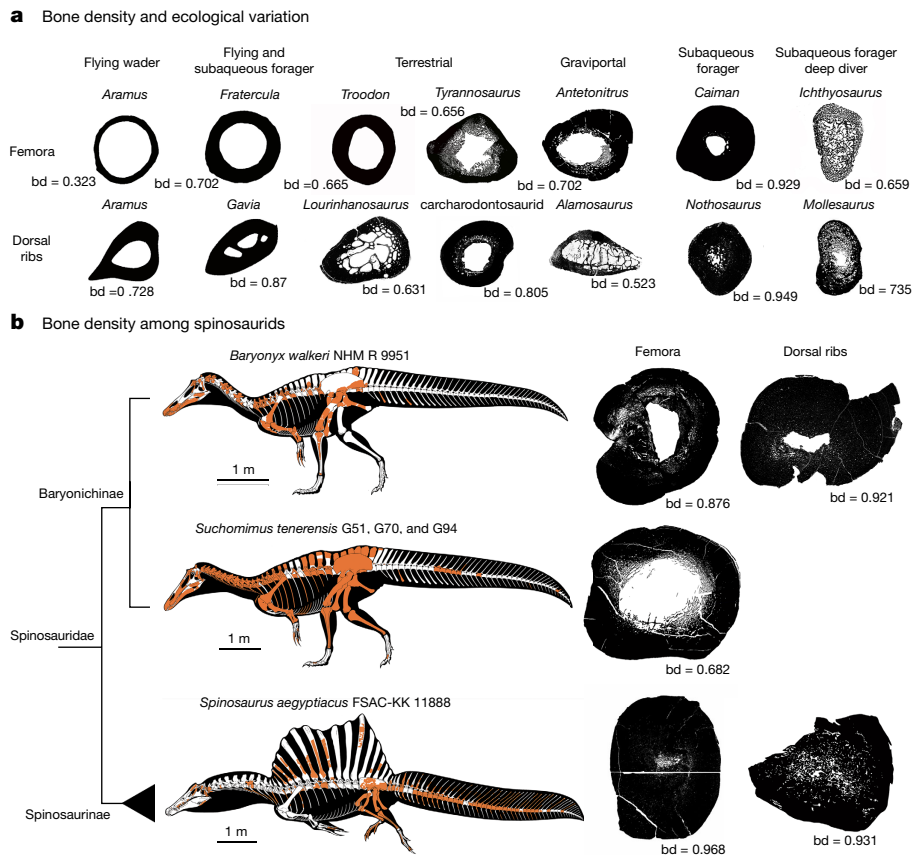 a Bone density and ecological variation
Flying wader
Flying and
subaqueous forager
Terrestrial
Graviportal
Subaqueous
forager
Subaqueous forager
deep diver
Aramus
Fratercula
Troodon
Tyrannosaurus
Antetonitrus
Caiman
Ichthyosaurus
Femora
bd = 0.323
bd = 0.702
bd =0 .665
bd = 0.656
bd = 0.702
bd = 0.929
bd = 0.659
Aramus
Gavia
Lourinhanosaurus
carcharodontosaurid
Alamosaurus
Nothosaurus
Mollesaurus
Dorsal
ribs
bd =0 .728
bd = 0.87
bd = 0.631
bd = 0.805
bd = 0.523
bd = 0.949
bd = 735
b Bone density among spinosaurids
Baryonyx walkeri NHM R 9951
Femora
Dorsal ribs
1 m
bd = 0.876
bd = 0.921
Baryonichinae
Suchomimus tenerensis G51, G70, and G94
Spinosauridae
1 m
bd = 0.682
Spinosaurus aegyptiacus FSAC-KK 11888
Spinosaurinae
1 m
bd = 0.968
bd = 0.931